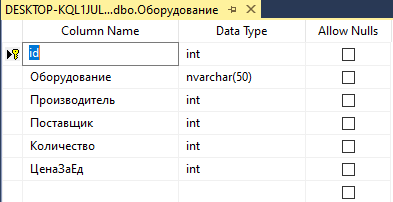 DESKTOP-KQL1JUL...dbo.Оборудование
Column Name Data Type Allow Nulls
id int
Оборудование nvarchar(50)
Производитель int
Поставщик int
Количество int
ЦенаЗаЕд int